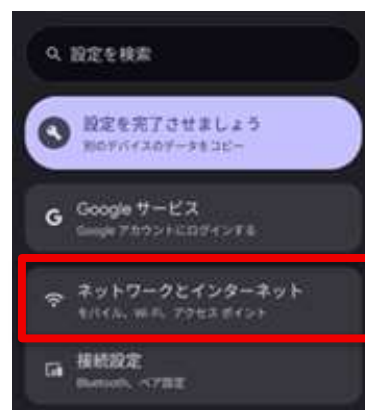 設定を検索
設定を完了させましょう
別のデバイスのデータをコピー
G Google サービス
Google アカウントにログインする
ネットワークとインターネット
モバイル、Wi-Fi、アクセス ポイント
接続設定
Bluetooth、ペア設定